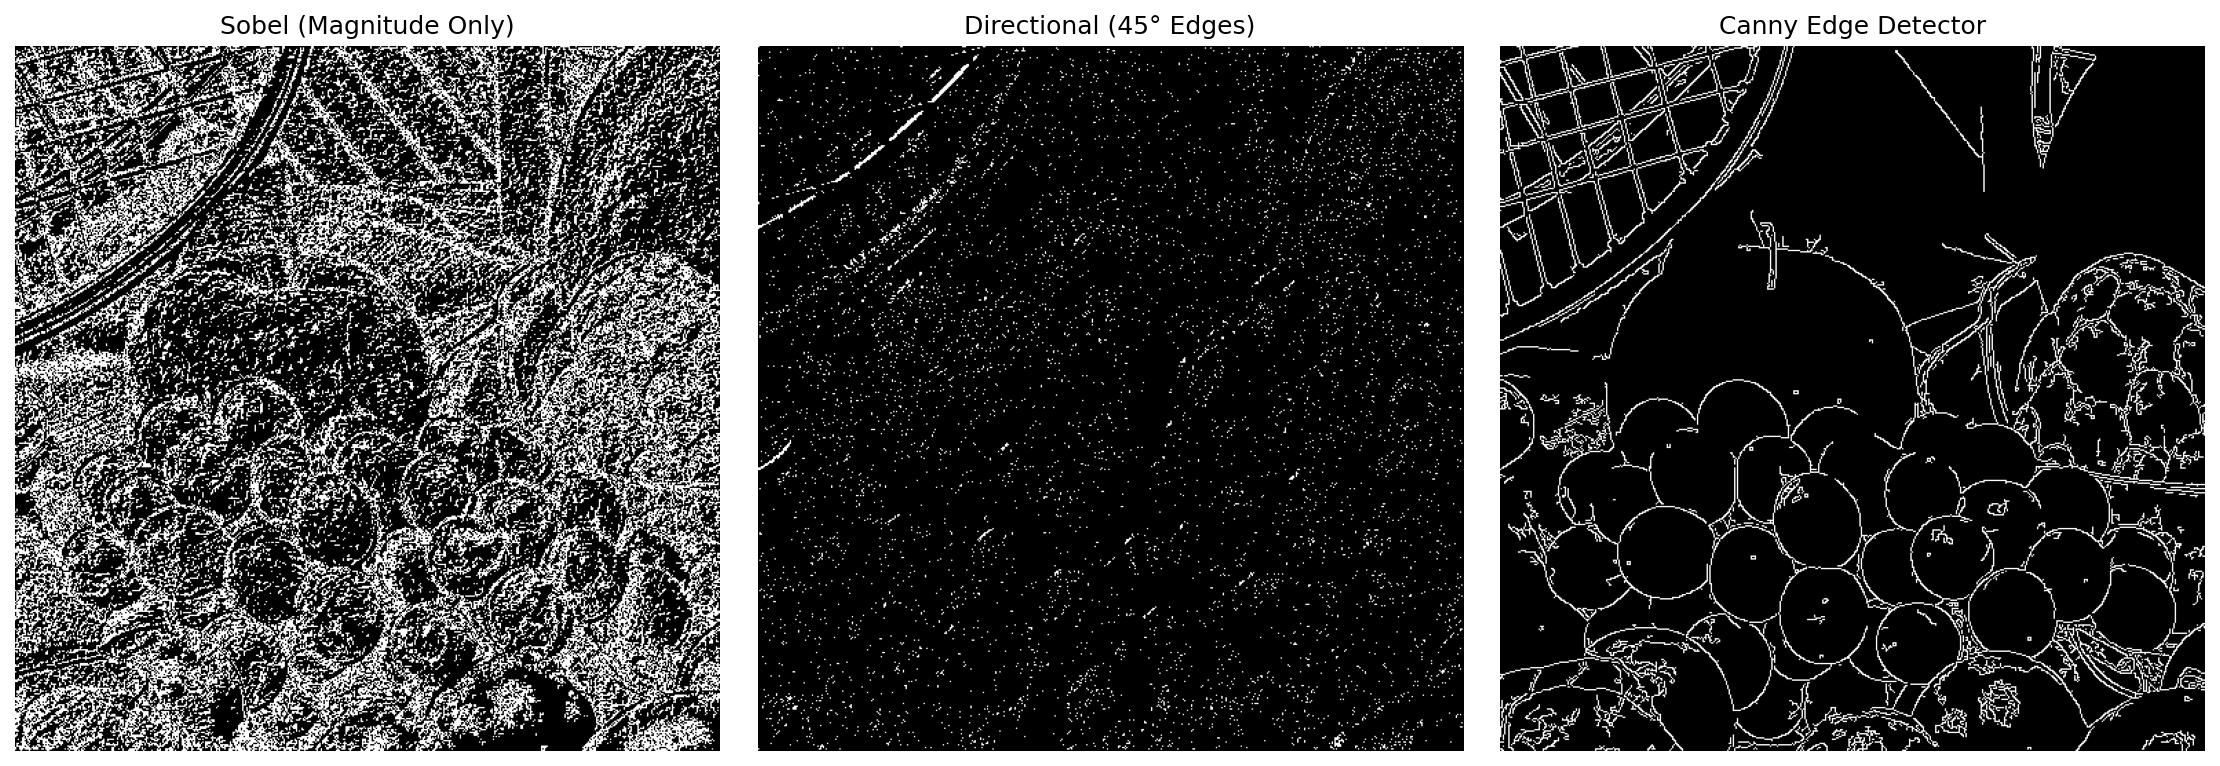 Sobel (Magnitude Only)
Directional (45° Edges)
Canny Edge Detector